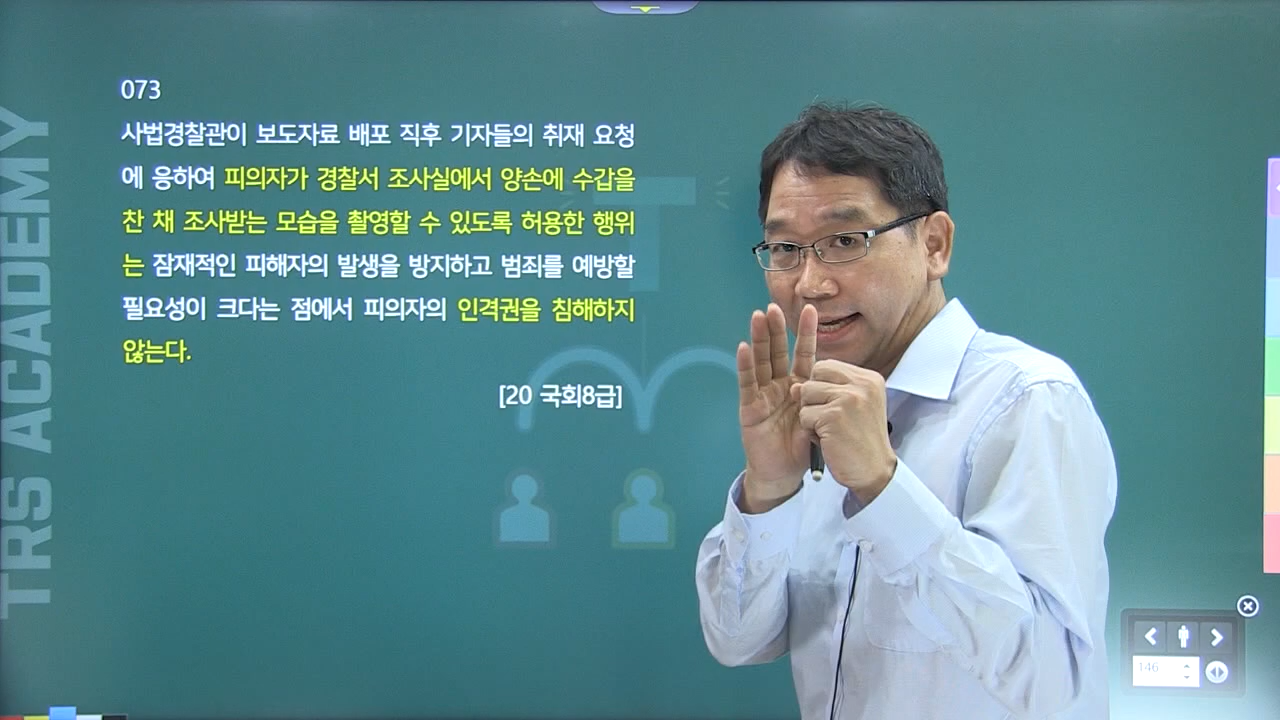 073
사법경찰관이 보도자료 배포 직후 기자들의 취재 요청
에 응하여 피의자가 경찰서 조사실에서 양손에 수갑을
찬 채 조사받는 모습을 촬영할 수 있도록 허용한 행위
는 잠재적인 피해자의 발생을 방지하고 범죄를 예방할
필요성이 크다는 점에서 피의자의 인격권을 침해하지
않는다.
[20 국회8급]
TRS ACADEMY
146